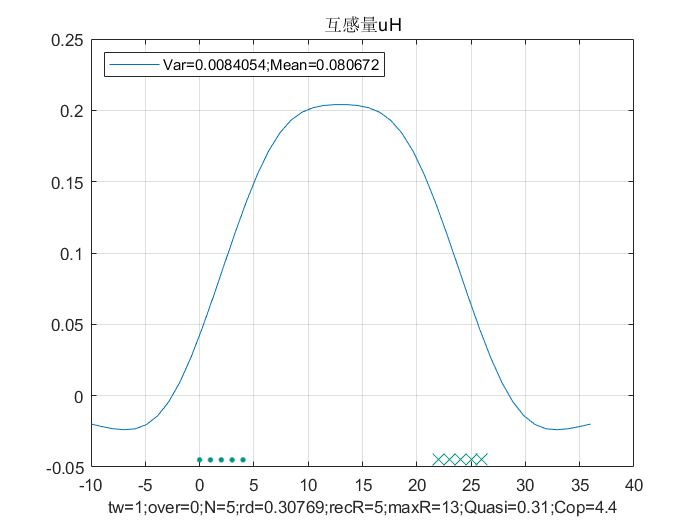 互感量uH
0.25
Var=0.0084054;Mean=0.080672
0.2
0.15
0.1
0.05
0
-0.05
-10 -5 0 5 10 15 20 25 30 35 40
tw=1;over=0;N=5;rd=0.30769;recR=5;maxR=13;Quasi=0.31;Cop=4.4